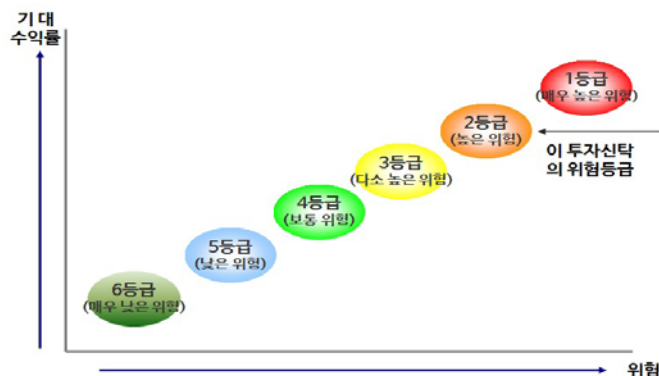 기 대
수익률
1등급
(매우 높은 위험)
2등급
(높은 위험)
이 투자신탁
의 위험등급
3등급
(다소 높은 위험)
4등급
(보통 위험)
5등급
(낮은 위험)
6등급
(매우 낮은 위험)
위험